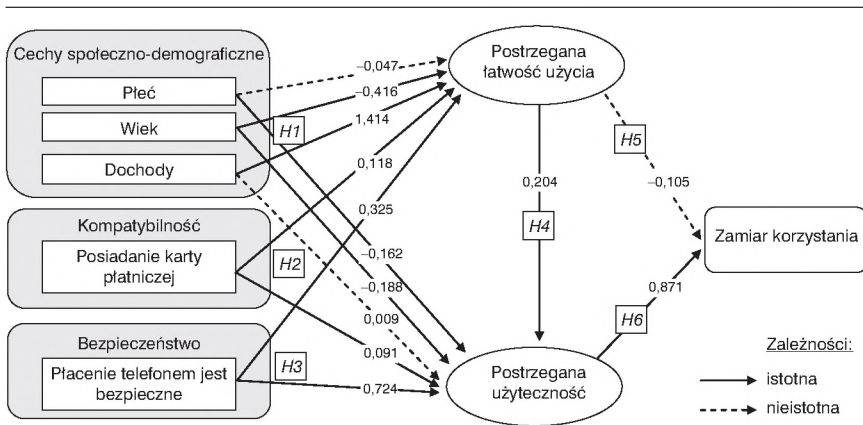 Cechy społeczno-demograficzne
Płeć
Wiek
Dochody
Kompatybilność
Posiadanie karty
płatniczej
Bezpieczeństwo
Płacenie telefonem jest
bezpieczne
H1
H2
H3
–0,047
–0,416
1,414
0,118
0,325
–0,162
–0,188
0,009
0,091
0,724
Postrzegana
łatwość użycia
0,204
H4
Postrzegana
użyteczność
H5
–0,105
H6
0,871
Zamiar korzystania
Zależności:
istotna
nieistotna